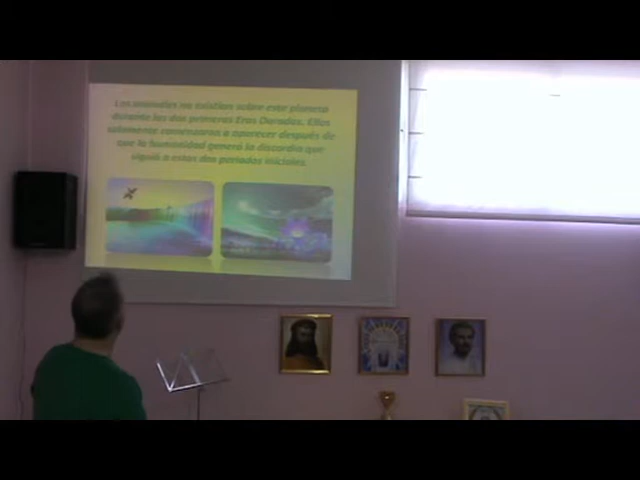 Los animales no existían sobre este planeta
durante las dos primeras Eras Doradas. Ellos
solamente comenzaron a aparecer después de
que la humanidad generó la discordia que
siguió a estos dos períodos iniciales.